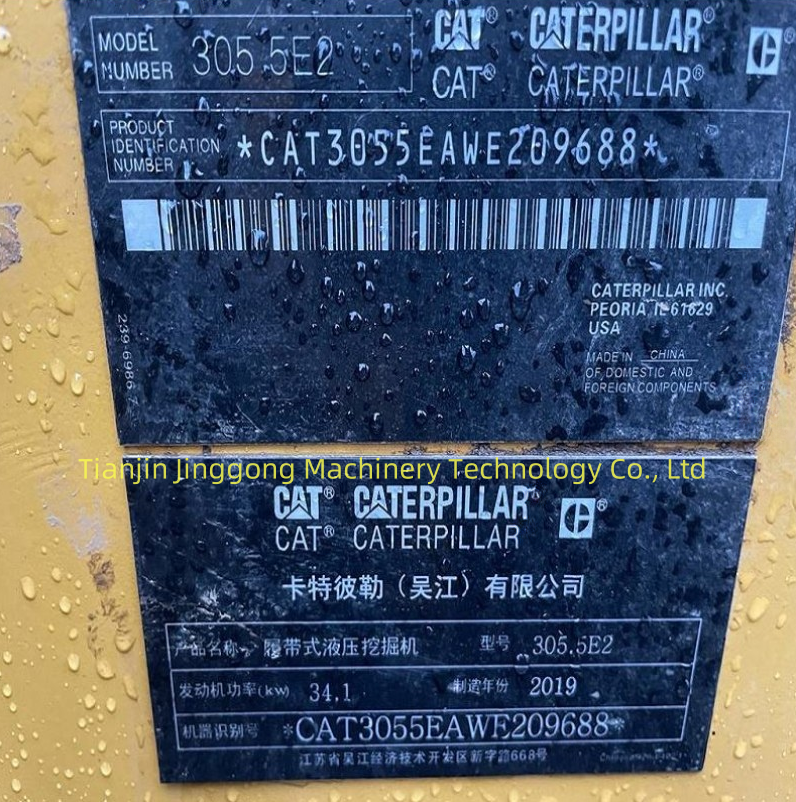 MODEL NUMBER 305.5E2
CAT® CATERPILLAR®
CAT® CATERPILLAR®
PRODUCT IDENTIFICATION NUMBER *CAT3055EAWE209688*
CATERPILLAR INC.
PEORIA, IL 61629
USA
MADE IN CHINA
OF DOMESTIC AND
FOREIGN COMPONENTS
239-6986 7
Tianjin Jinggong Machinery Technology Co., Ltd
CAT® CATERPILLAR®
CAT® CATERPILLAR
卡特彼勒（吴江）有限公司
产品名称 履带式液压挖掘机 型号 305.5E2
发动机功率(kw) 34.1 制造年份 2019
机器识别号 *CAT3055EAWE209688*
江苏省吴江经济技术开发区新字路668号